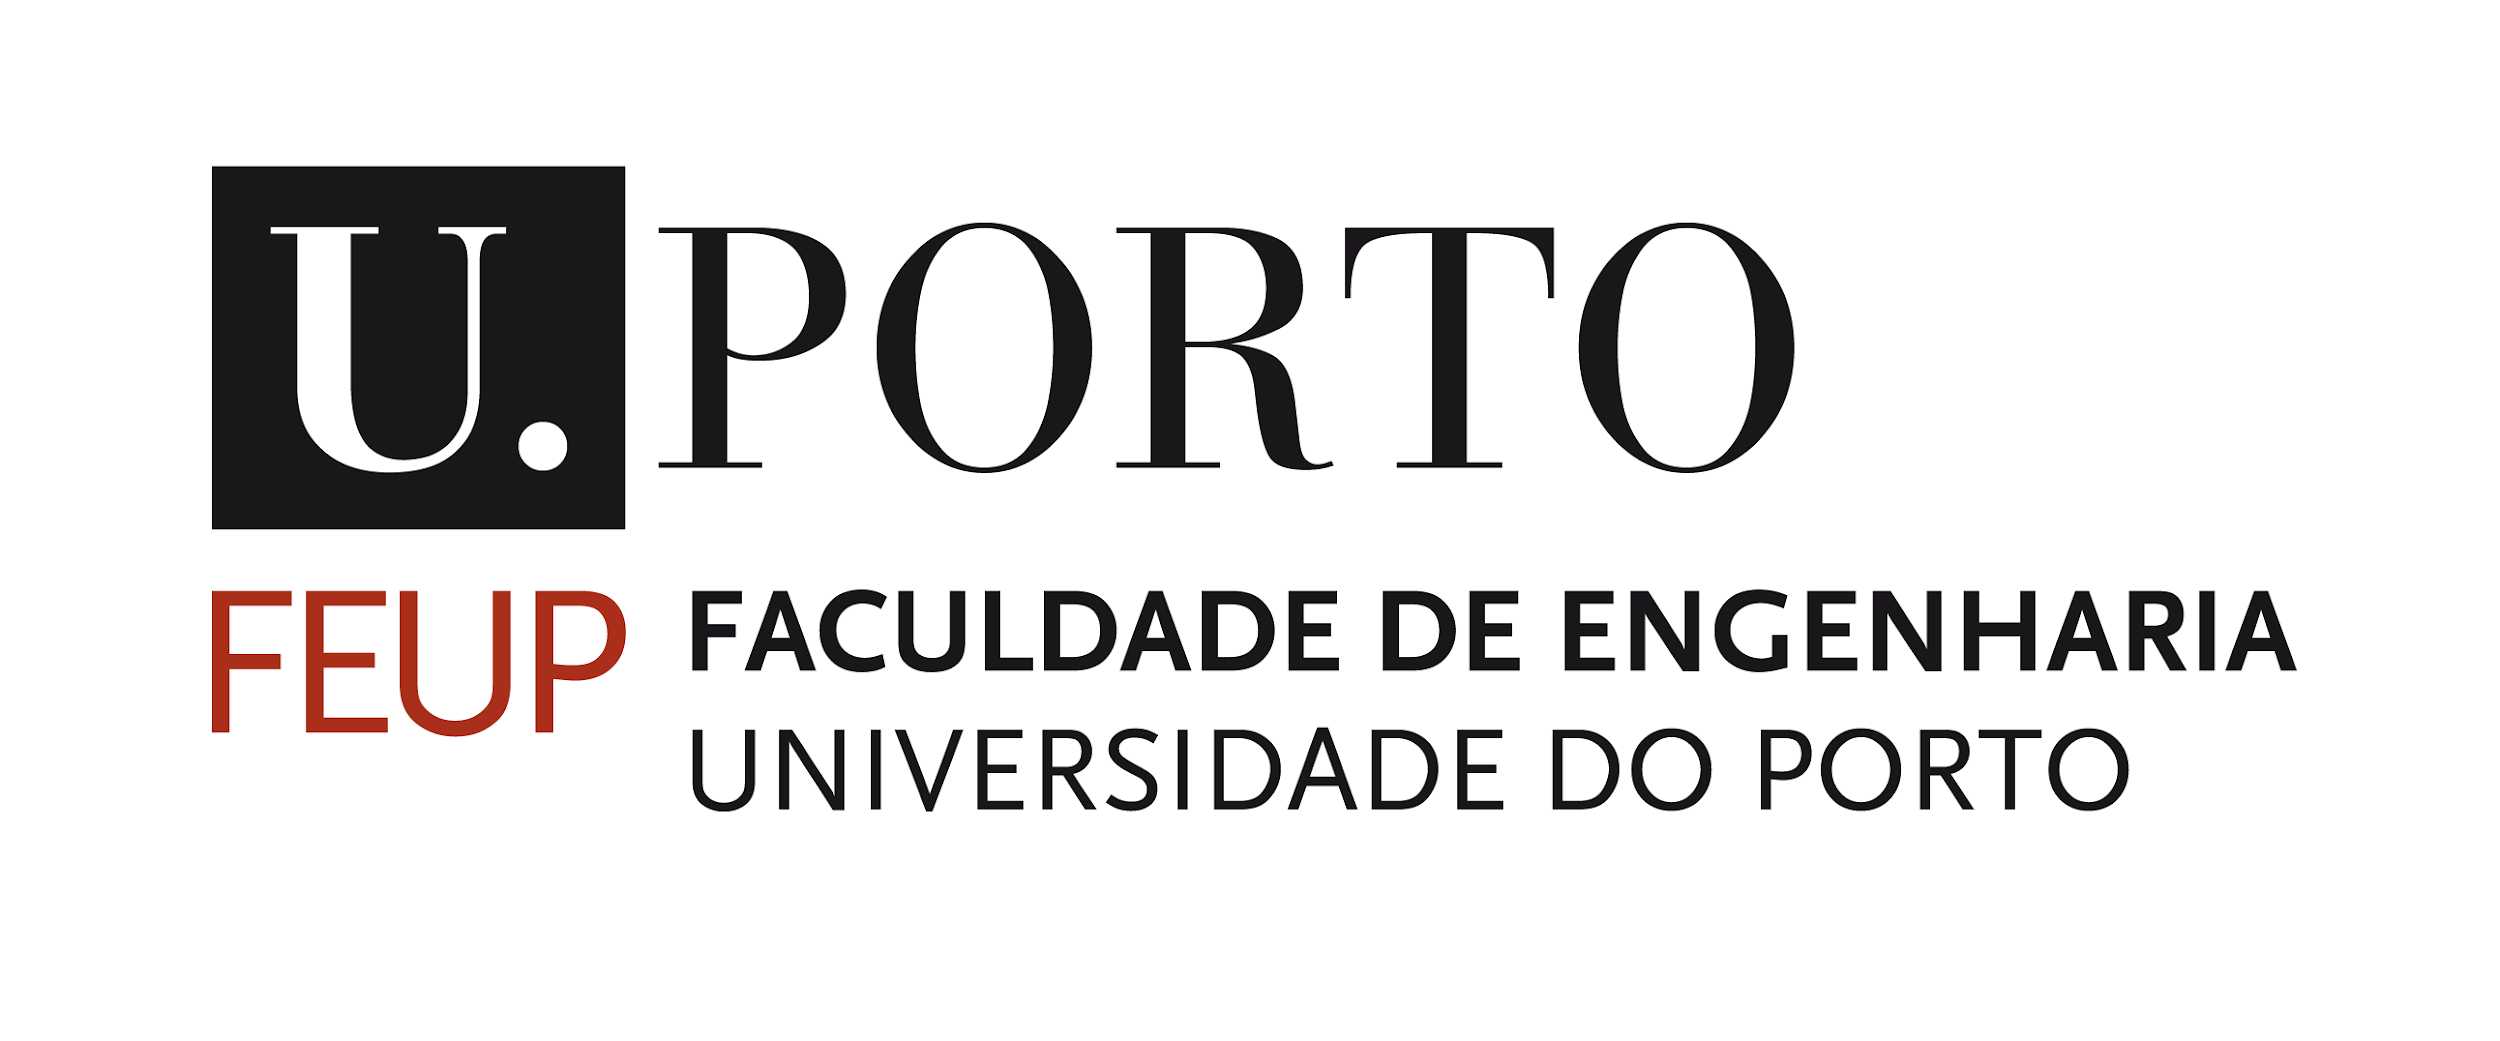 U.PORTO
FEUP FACULDADE DE ENGENHARIA
UNIVERSIDADE DO PORTO